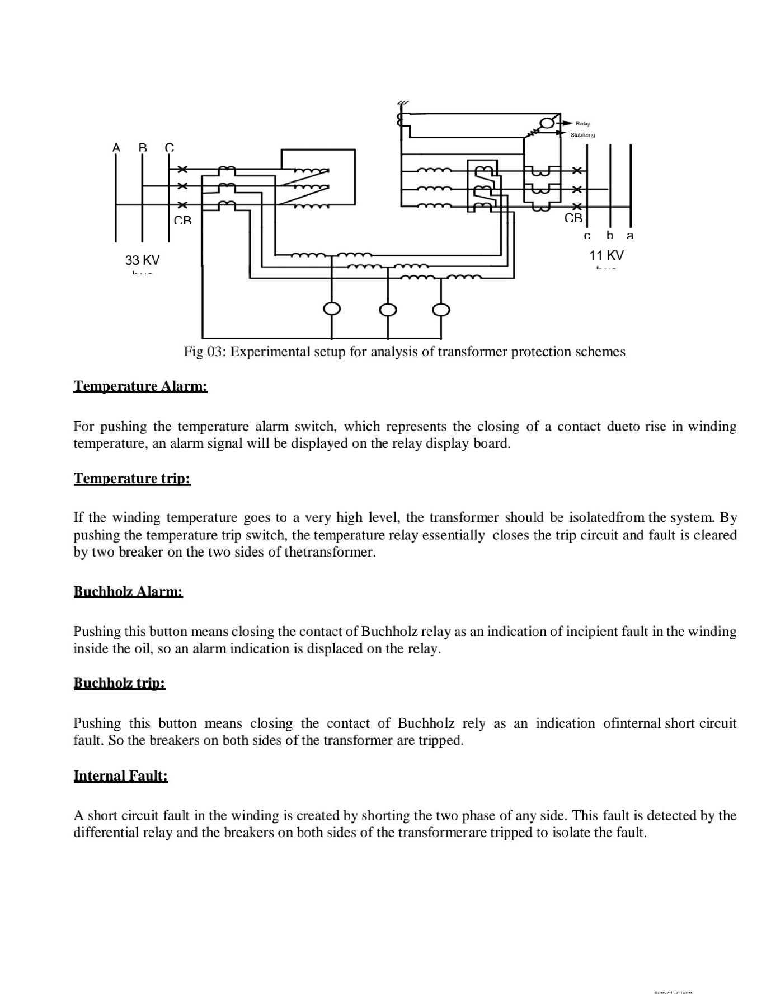 Relay
Stabilizing
A B C
CB
33 KV
CB
c b a
11 KV
Fig 03: Experimental setup for analysis of transformer protection schemes
Temperature Alarm:
For pushing the temperature alarm switch, which represents the closing of a contact dueto rise in winding
temperature, an alarm signal will be displayed on the relay display board.
Temperature trip:
If the winding temperature goes to a very high level, the transformer should be isolatedfrom the system. By
pushing the temperature trip switch, the temperature relay essentially closes the trip circuit and fault is cleared
by two breaker on the two sides of thetransformer.
Buchholz Alarm:
Pushing this button means closing the contact of Buchholz relay as an indication of incipient fault in the winding
inside the oil, so an alarm indication is displaced on the relay.
Buchholz trip:
Pushing this button means closing the contact of Buchholz rely as an indication ofinternal short circuit
fault. So the breakers on both sides of the transformer are tripped.
Internal Fault:
A short circuit fault in the winding is created by shorting the two phase of any side. This fault is detected by the
differential relay and the breakers on both sides of the transformerare tripped to isolate the fault.
Scanned with CamScanner